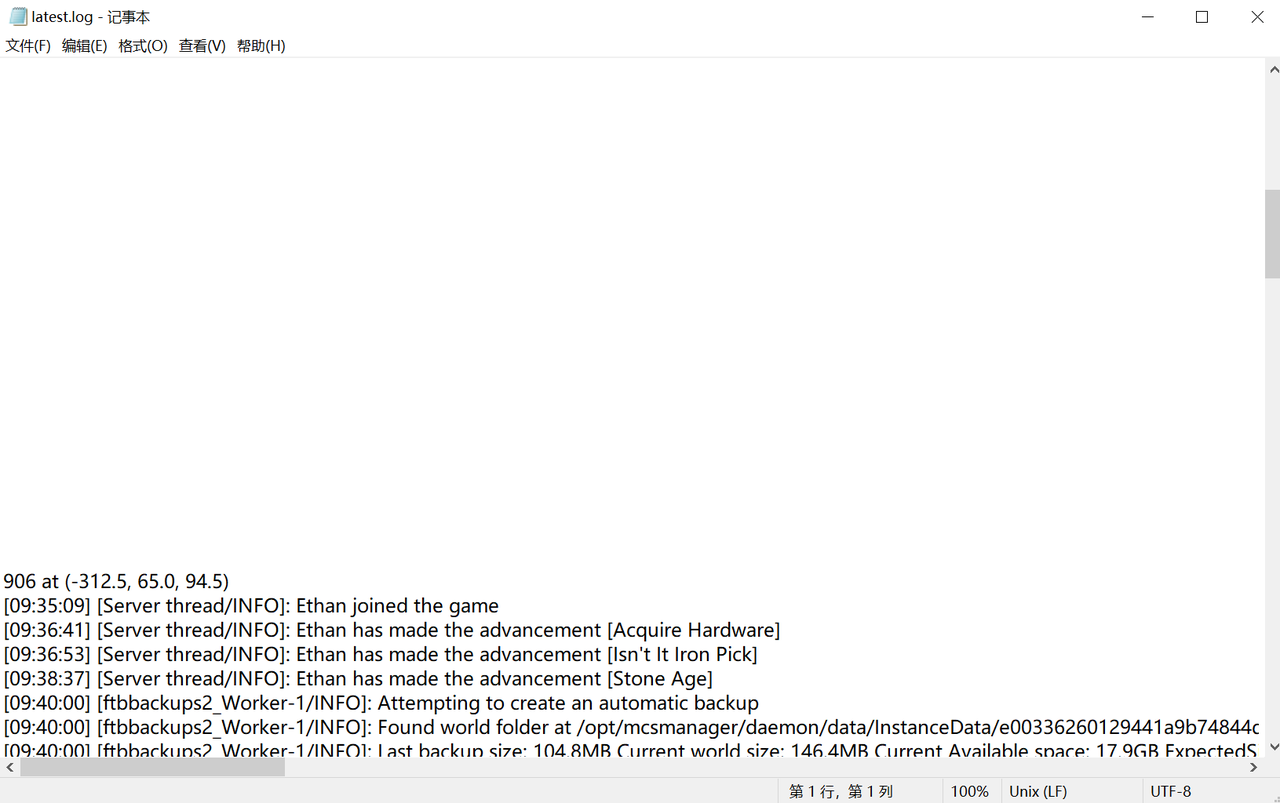 latest.log - 记事本
文件(F) 编辑(E) 格式(O) 查看(V) 帮助(H)
906 at (-312.5, 65.0, 94.5)
[09:35:09] [Server thread/INFO]: Ethan joined the game
[09:36:41] [Server thread/INFO]: Ethan has made the advancement [Acquire Hardware]
[09:36:53] [Server thread/INFO]: Ethan has made the advancement [Isn't It Iron Pick]
[09:38:37] [Server thread/INFO]: Ethan has made the advancement [Stone Age]
[09:40:00] [ftbbackups2_Worker-1/INFO]: Attempting to create an automatic backup
[09:40:00] [ftbbackups2_Worker-1/INFO]: Found world folder at /opt/mcsmanager/daemon/data/InstanceData/e00336260129441a9b74844c
[09:40:00] [ftbbackups2_Worker-1/INFO]: Last backup size: 104.8MB Current world size: 146.4MB Current Available space: 17.9GB ExpectedS
第 1 行，第 1 列 100% Unix (LF) UTF-8